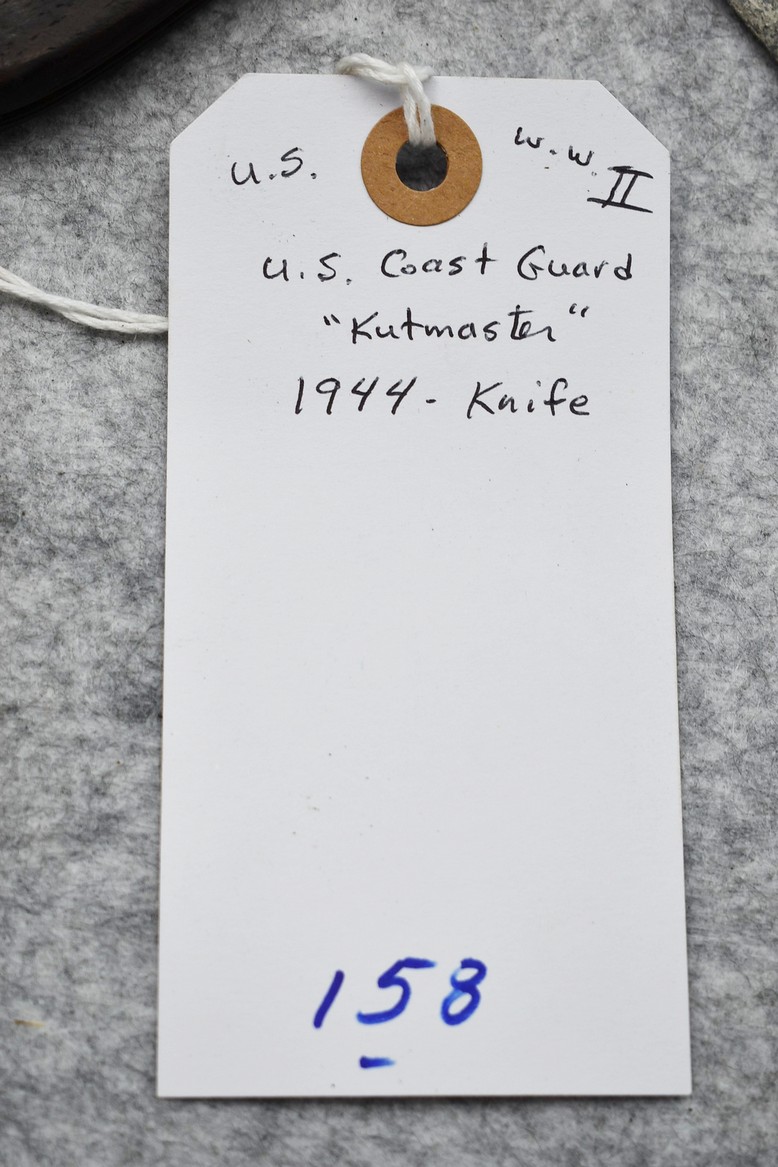 U.S. W.W. II
U.S. Coast Guard
"Kutmaster"
1944 - Knife
158